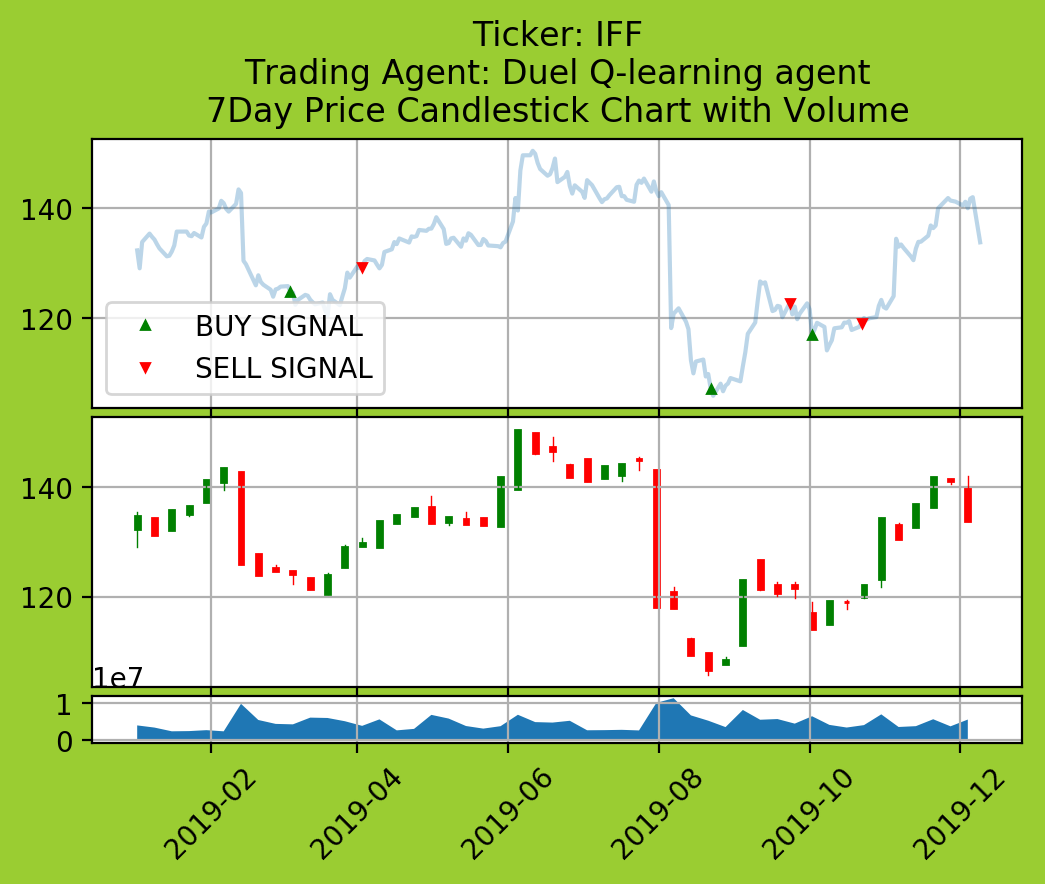 Ticker: IFF
Trading Agent: Duel Q-learning agent
7Day Price Candlestick Chart with Volume
140
120
BUY SIGNAL
SELL SIGNAL
140
120
1e7
1
0
2019-02
2019-04
2019-06
2019-08
2019-10
2019-12